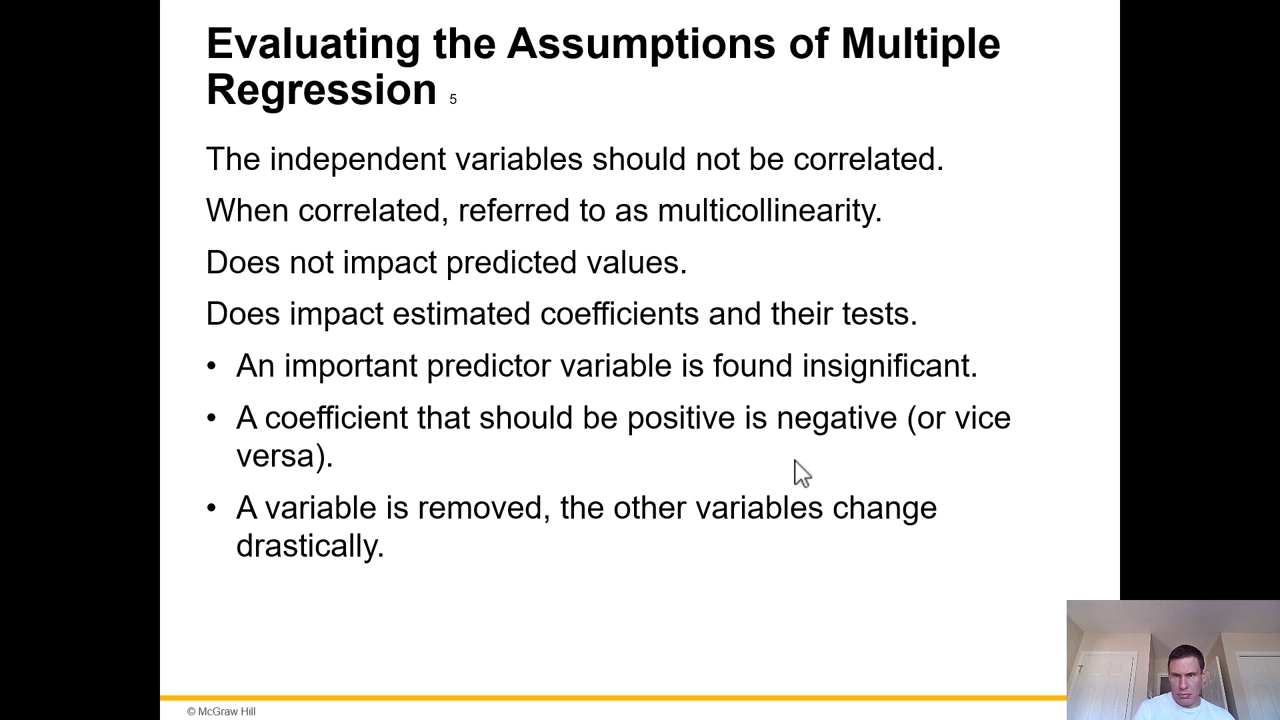 Evaluating the Assumptions of Multiple
Regression 5
The independent variables should not be correlated.
When correlated, referred to as multicollinearity.
Does not impact predicted values.
Does impact estimated coefficients and their tests.
• An important predictor variable is found insignificant.
• A coefficient that should be positive is negative (or vice
versa).
• A variable is removed, the other variables change
drastically.
© McGraw Hill